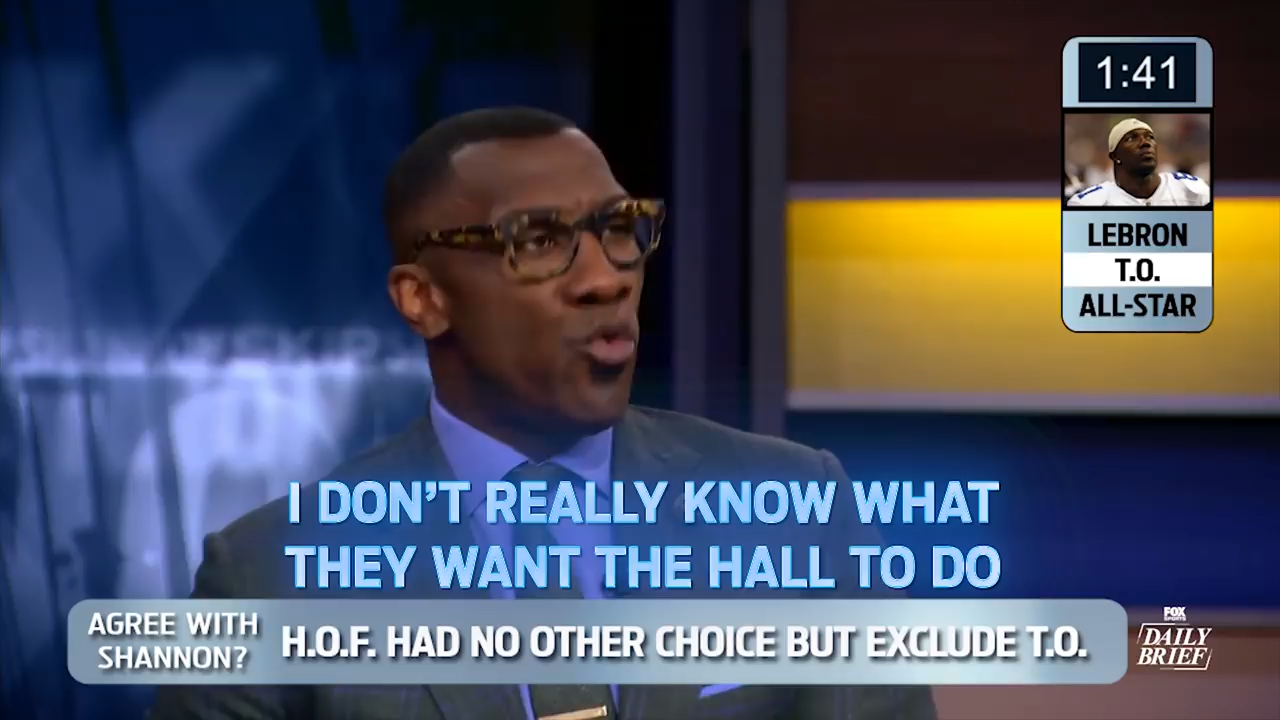 1:41
LEBRON
T.O.
ALL-STAR
I DON'T REALLY KNOW WHAT
THEY WANT THE HALL TO DO
AGREE WITH
SHANNON?
H.O.F. HAD NO OTHER CHOICE BUT EXCLUDE T.O.
FOX
SPORTS
DAILY
BRIEF